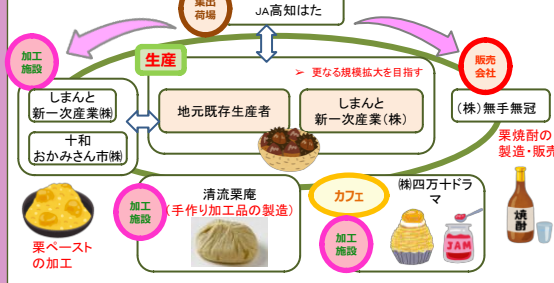 集出
荷場
JA高知はた
加工
施設
生産
➢ 更なる規模拡大を目指す
販売
会社
しまんと
新一次産業㈱
十和
おかみさん市㈱
地元既存生産者
しまんと
新一次産業(株)
(株)無手無冠
栗焼酎の
製造・販売
栗ペースト
の加工
加工
施設
清流栗庵
(手作り加工品の製造)
カフェ
加工
施設
㈱四万十ドラ
マ
JAM
焼酎